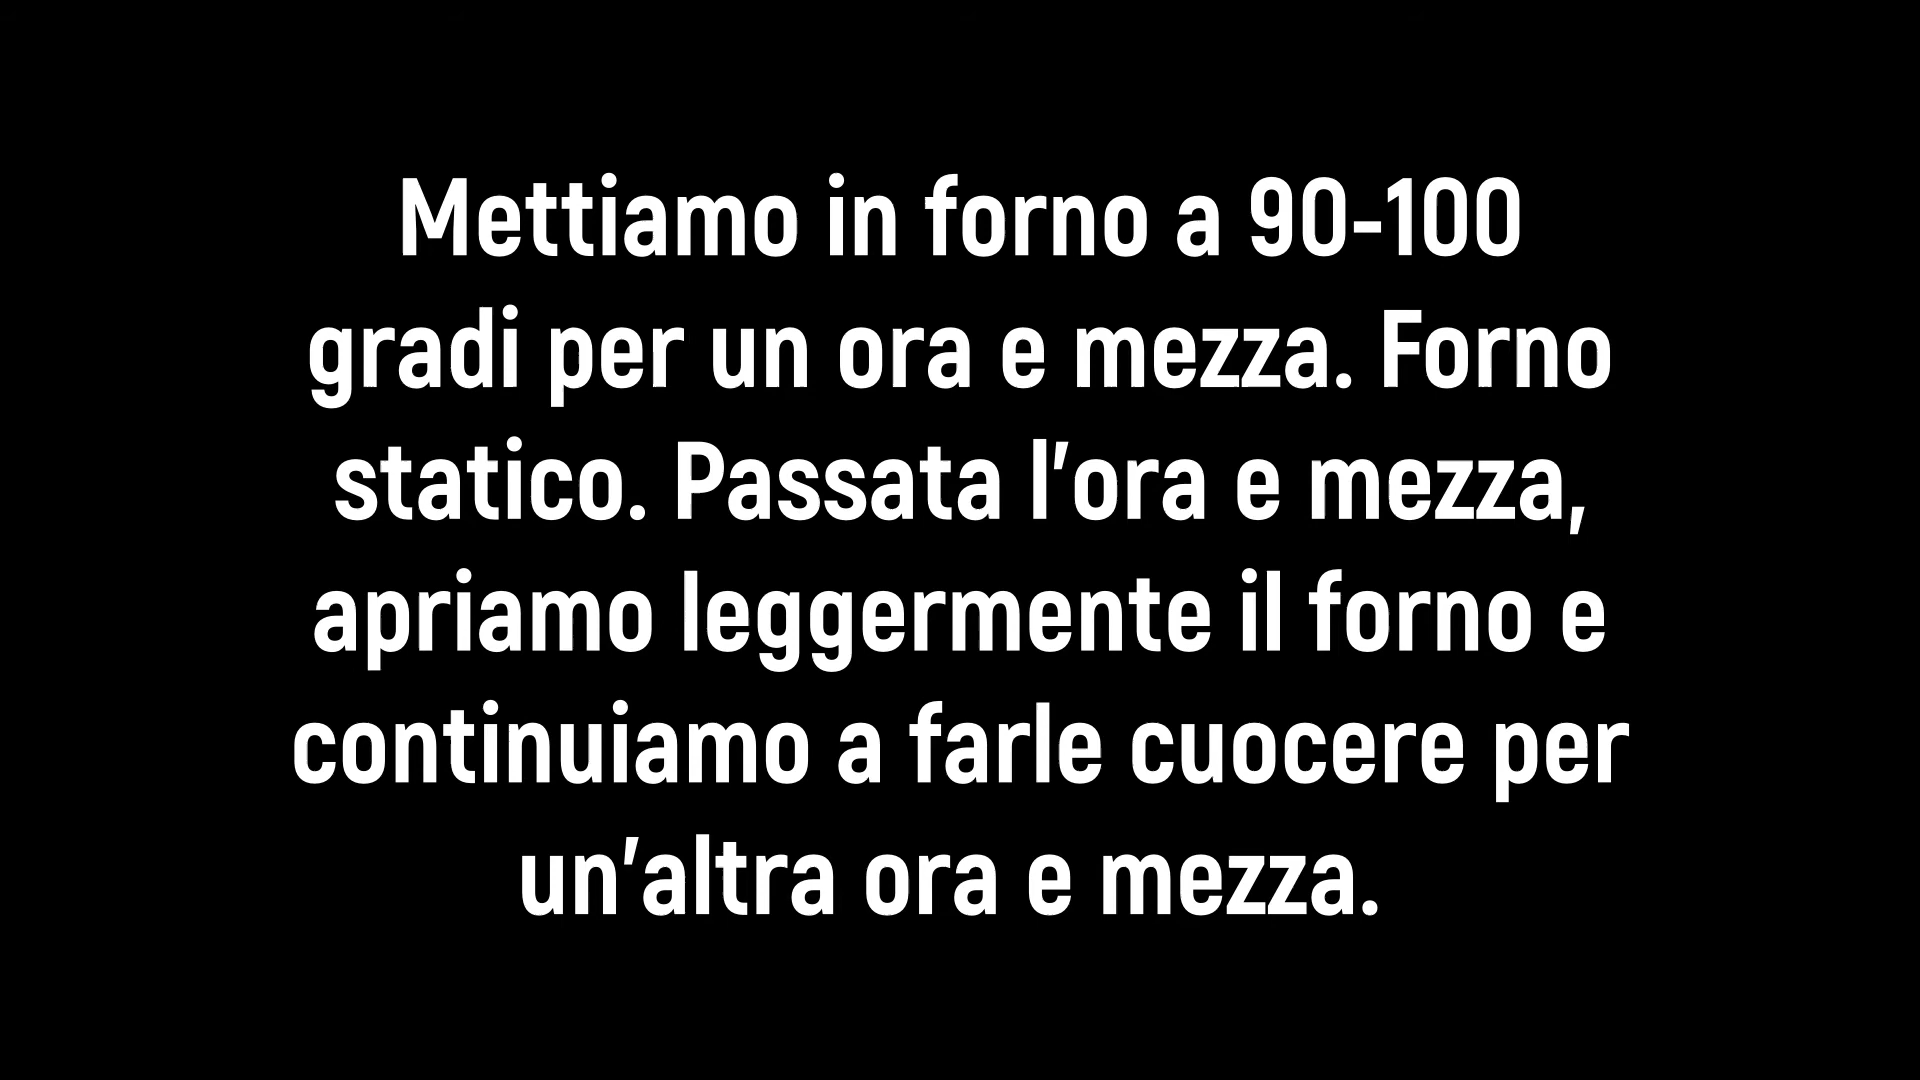 Mettiamo in forno a 90-100
gradi per un ora e mezza. Forno
statico. Passata l'ora e mezza,
apriamo leggermente il forno e
continuiamo a farle cuocere per
un'altra ora e mezza.